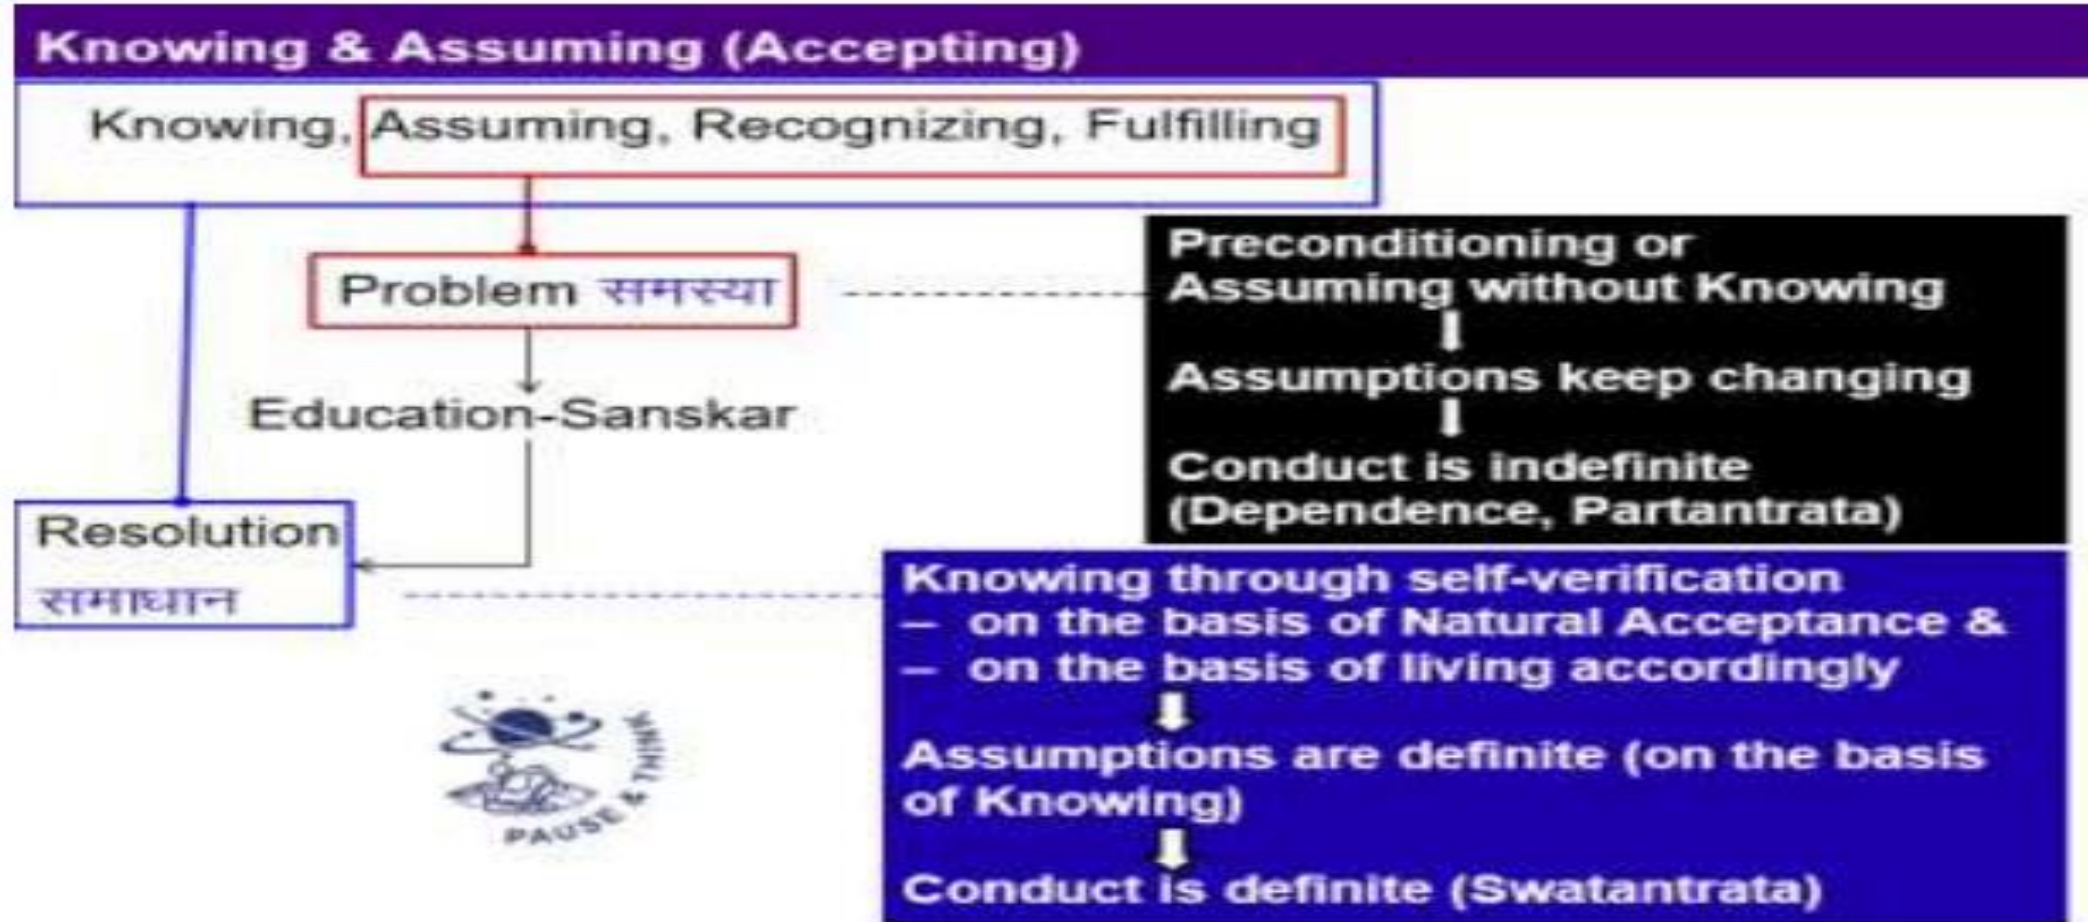 Knowing & Assuming (Accepting)
Knowing, Assuming, Recognizing, Fulfilling
Problem समस्या
Education-Sanskar
Resolution
समाधान
Preconditioning or
Assuming without Knowing
Assumptions keep changing
Conduct is indefinite
(Dependence, Partantrata)
Knowing through self-verification
– on the basis of Natural Acceptance &
– on the basis of living accordingly
Assumptions are definite (on the basis
of Knowing)
Conduct is definite (Swatantrata)
PAUSE & THINK